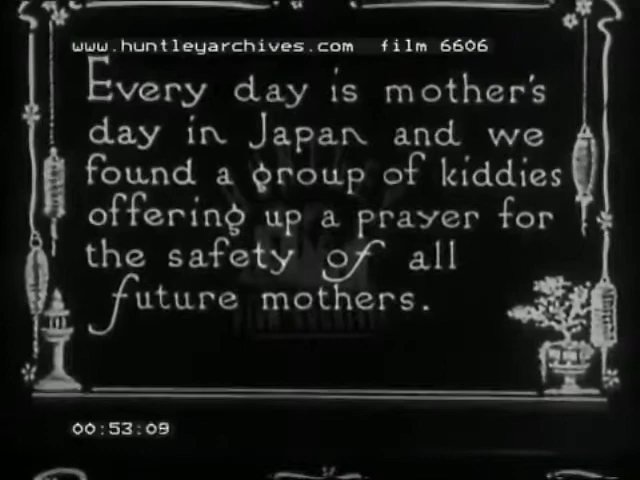 www.huntleyarchives.com film 6606
Every day is mother's
day in Japan and we
found a group of kiddies
offering up a prayer for
the safety of all
future mothers.
00:53:09